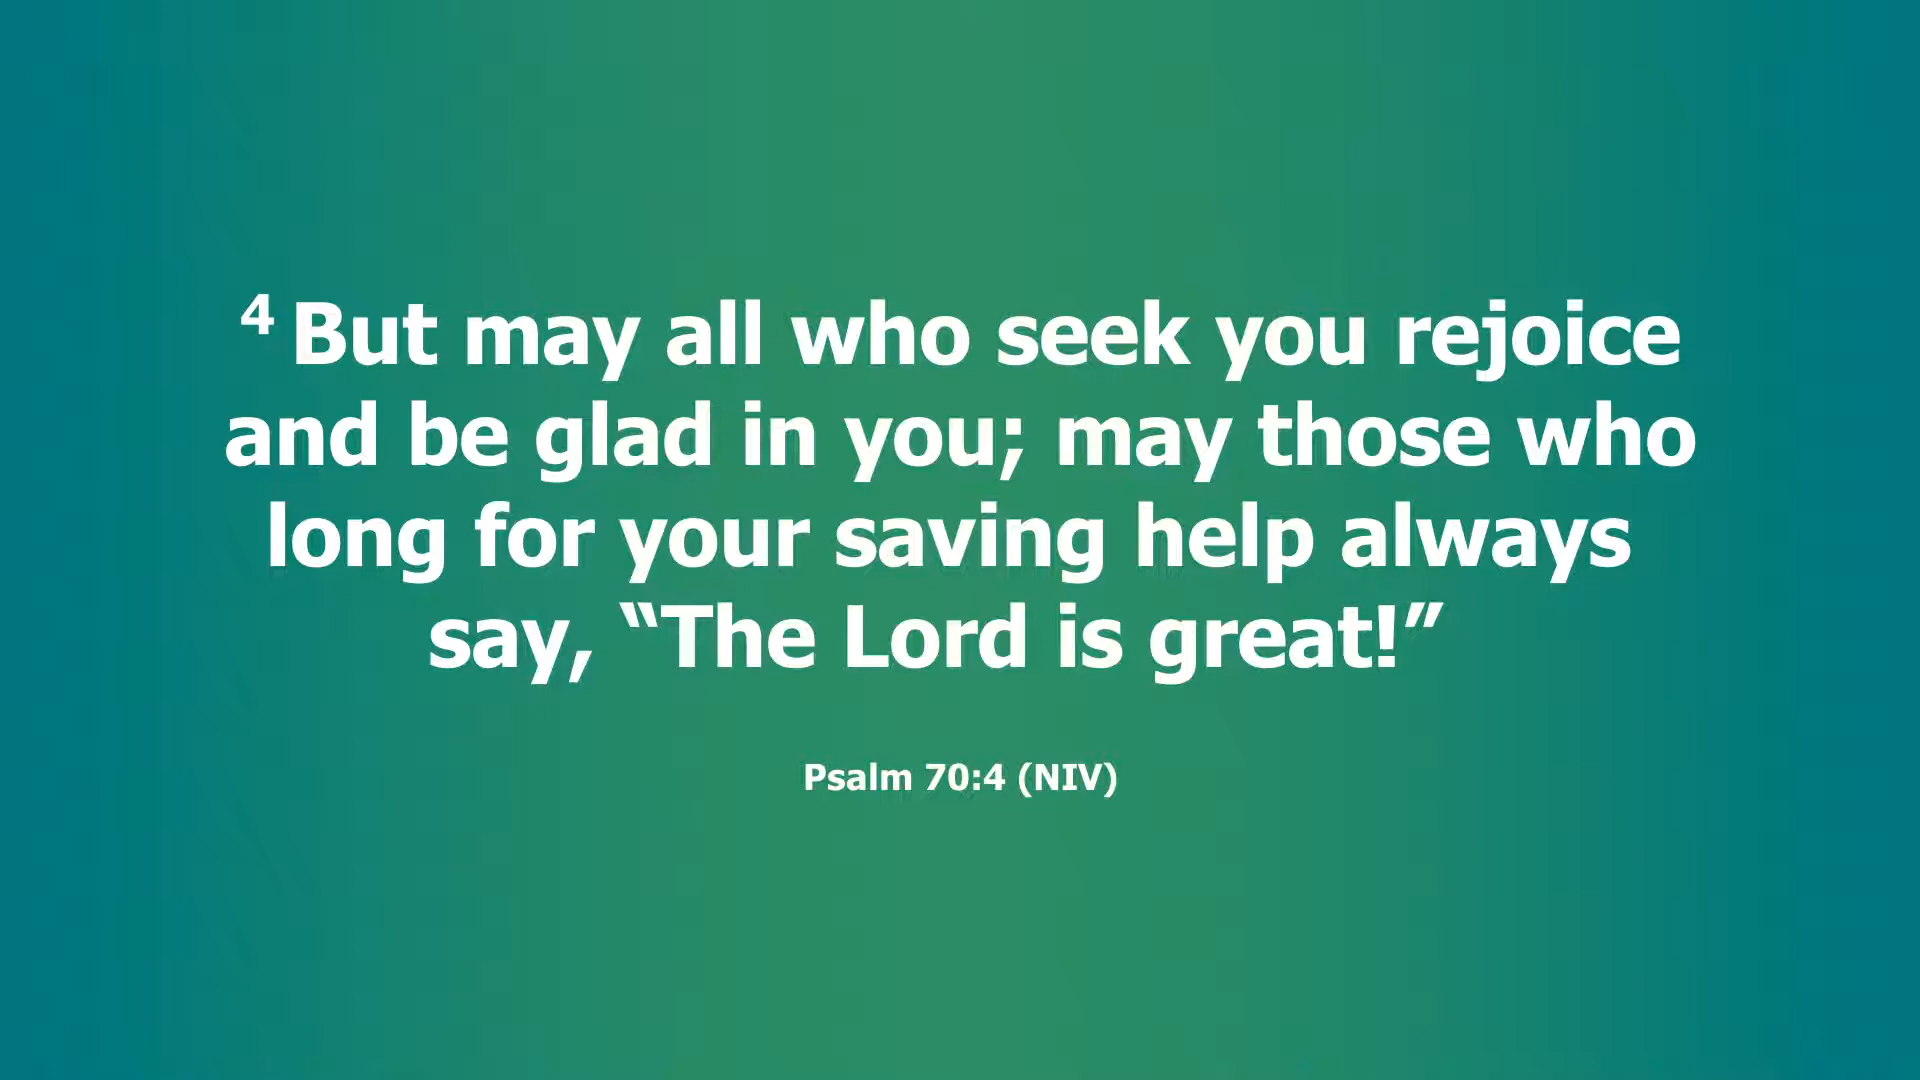 4 But may all who seek you rejoice
and be glad in you; may those who
long for your saving help always
say, “The Lord is great!”
Psalm 70:4 (NIV)